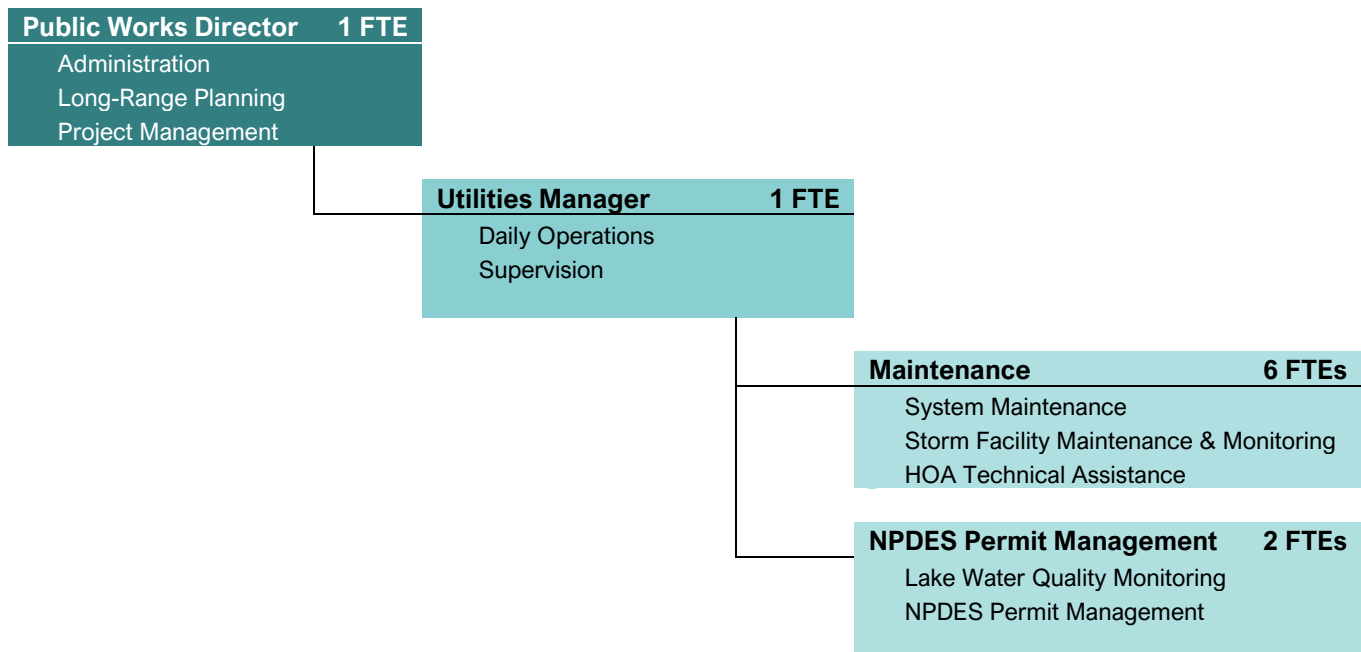 Public Works Director 1 FTE
Administration
Long-Range Planning
Project Management
Utilities Manager 1 FTE
Daily Operations
Supervision
Maintenance 6 FTEs
System Maintenance
Storm Facility Maintenance & Monitoring
HOA Technical Assistance
NPDES Permit Management 2 FTEs
Lake Water Quality Monitoring
NPDES Permit Management